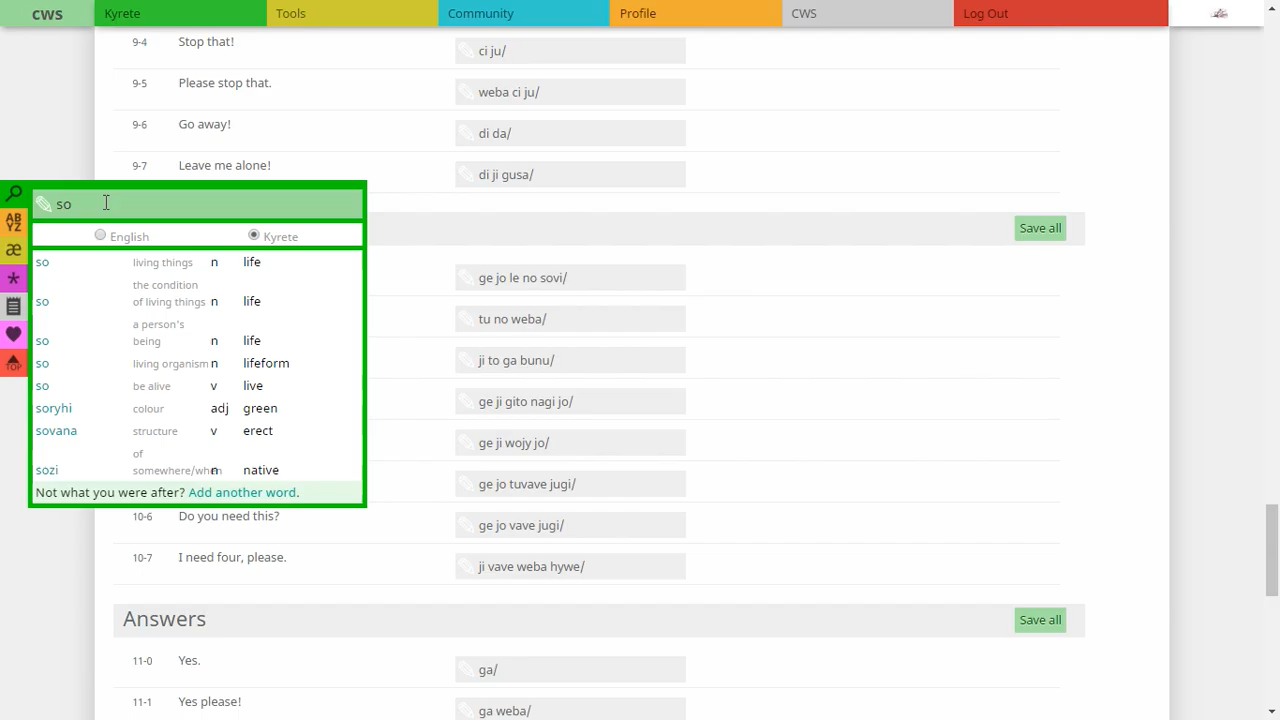 CWS Kyrete Tools Community Profile CWS Log Out
9-4 Stop that! ci ju/
9-5 Please stop that. weba ci ju/
9-6 Go away! di da/
9-7 Leave me alone! di ji gusa/
so
English Kyrete
so living things n life
so the condition of living things n life
so a person's being n life
so living organism n lifeform
so be alive v live
soryhi colour adj green
sovana structure v erect
sozi of somewhere/when n native
Not what you were after? Add another word.
AB
YZ
æ
*
TOP
Save all
ge jo le no sovi/
tu no weba/
ji to ga bunu/
ge ji gito nagi jo/
ge ji wojy jo/
ge jo tuvave jugi/
10-6 Do you need this? ge jo vave jugi/
10-7 I need four, please. ji vave weba hywe/
Answers Save all
11-0 Yes. ga/
11-1 Yes please! ga weba/